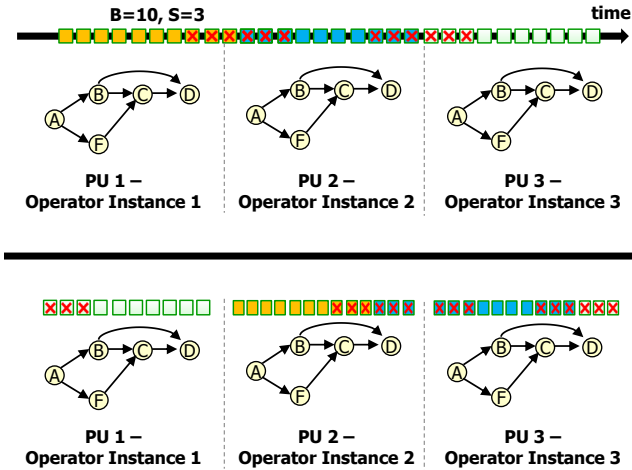 B=10, S=3
time
B
C
D
A
F
B
C
D
A
F
B
C
D
A
F
PU 1 –
Operator Instance 1
PU 2 –
Operator Instance 2
PU 3 –
Operator Instance 3
B
C
D
A
F
B
C
D
A
F
B
C
D
A
F
PU 1 –
Operator Instance 1
PU 2 –
Operator Instance 2
PU 3 –
Operator Instance 3